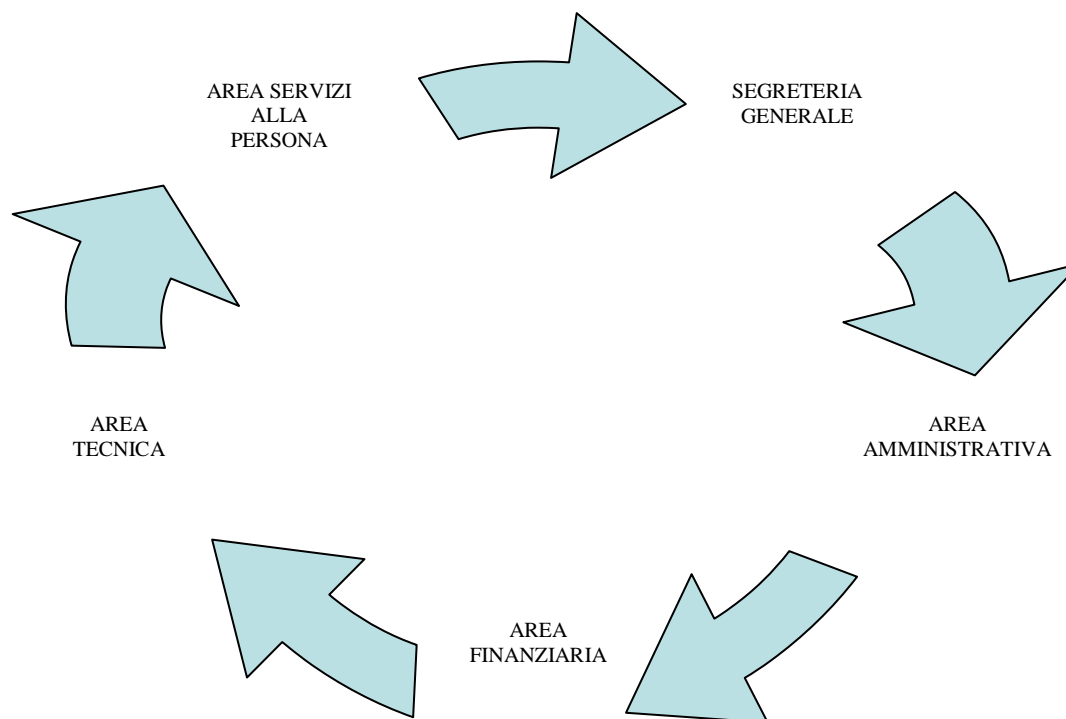 AREA SERVIZI
ALLA
PERSONA
SEGRETERIA
GENERALE
AREA
TECNICA
AREA
AMMINISTRATIVA
AREA
FINANZIARIA